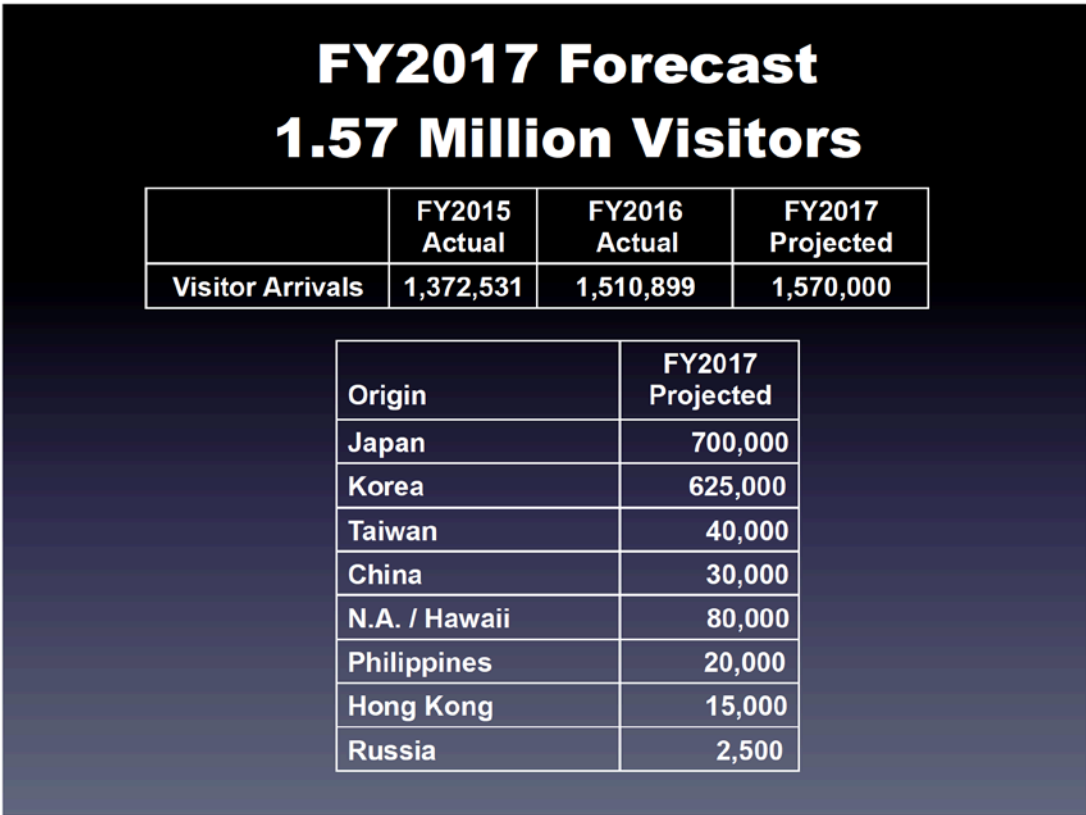 FY2017 Forecast
1.57 Million Visitors
FY2015 Actual FY2016 Actual FY2017 Projected
Visitor Arrivals 1,372,531 1,510,899 1,570,000
Origin FY2017 Projected
Japan 700,000
Korea 625,000
Taiwan 40,000
China 30,000
N.A. / Hawaii 80,000
Philippines 20,000
Hong Kong 15,000
Russia 2,500